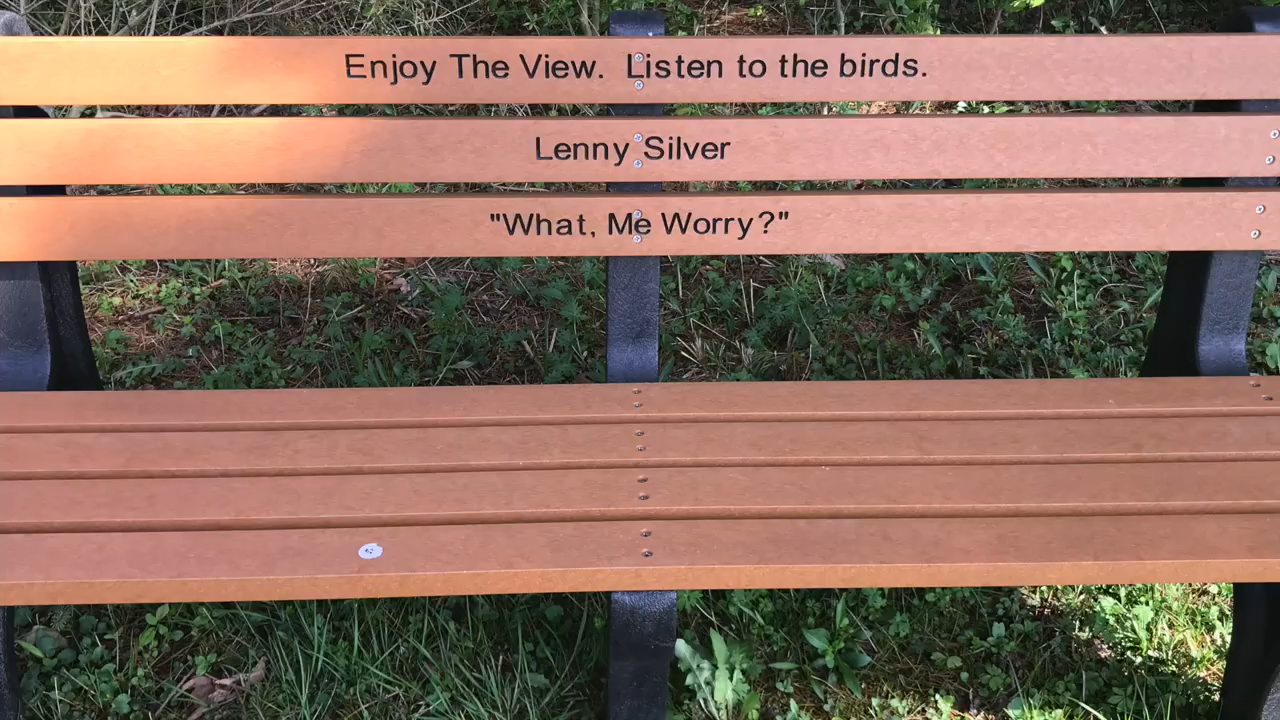 Enjoy The View. Listen to the birds.
Lenny Silver
"What, Me Worry?"